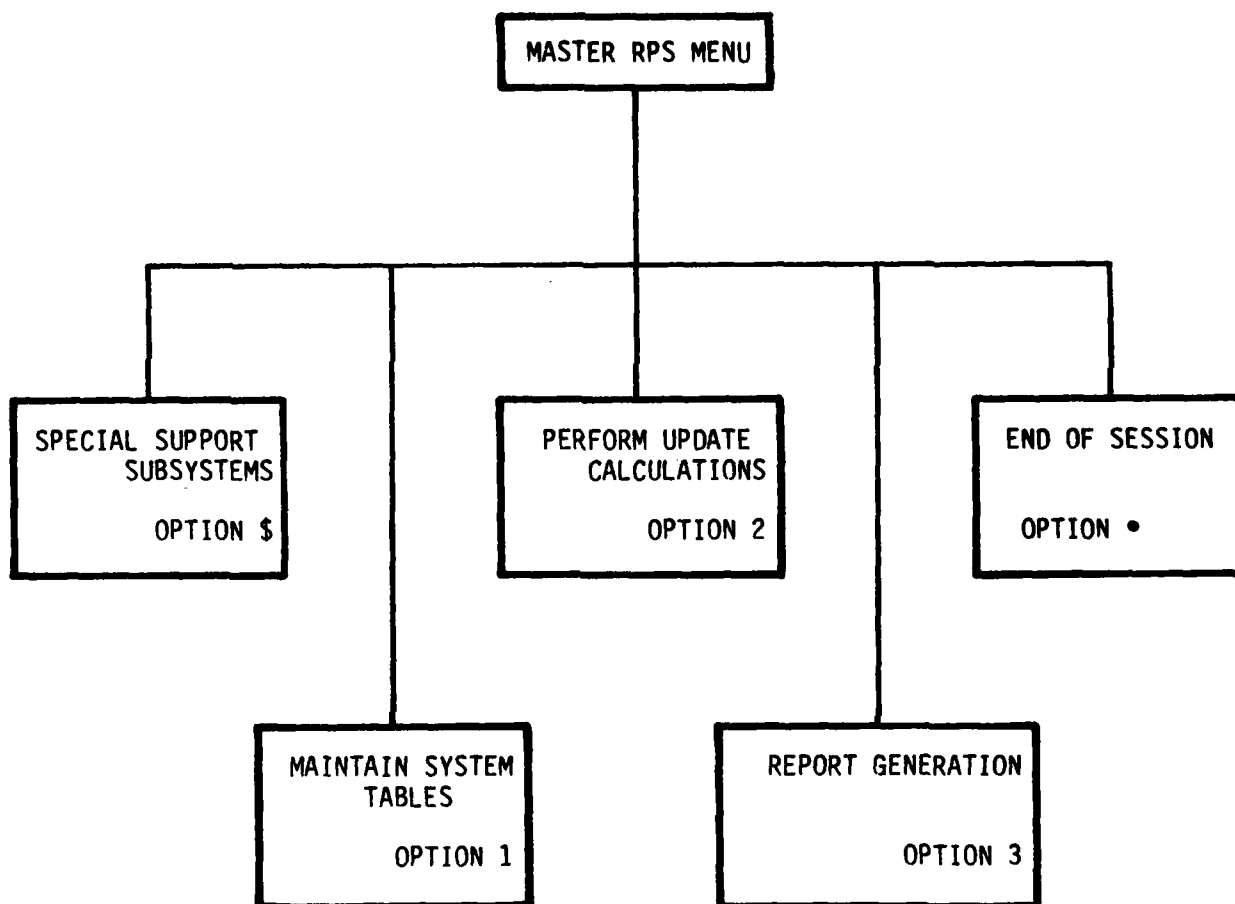 MASTER RPS MENU
SPECIAL SUPPORT
SUBSYSTEMS
OPTION $
PERFORM UPDATE
CALCULATIONS
OPTION 2
END OF SESSION
OPTION •
MAINTAIN SYSTEM
TABLES
OPTION 1
REPORT GENERATION
OPTION 3